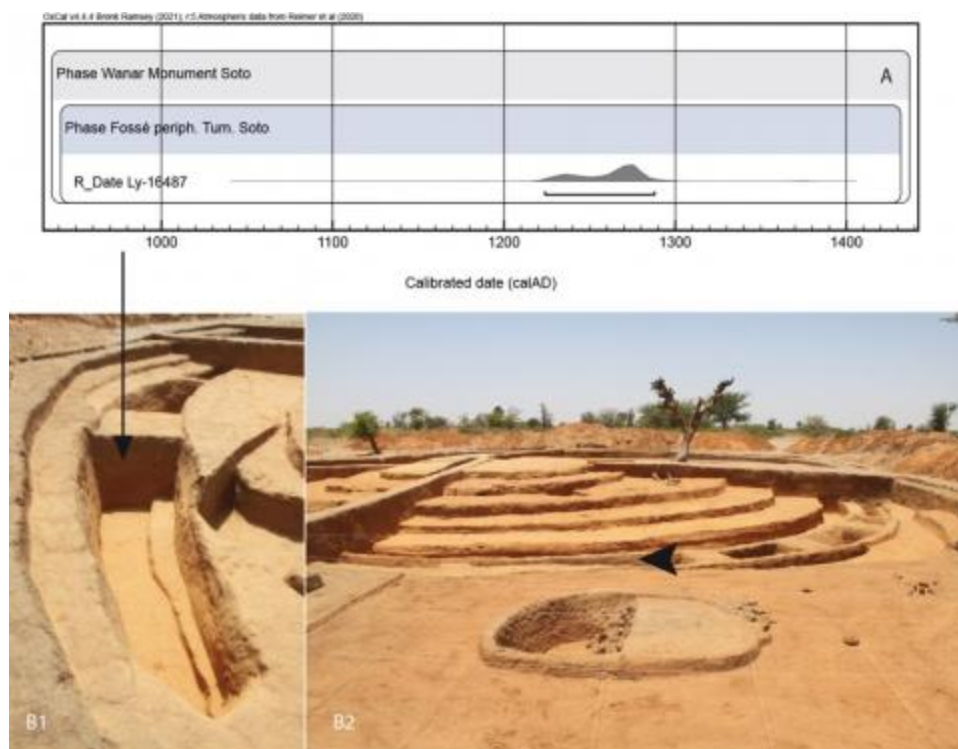 OxCal v4.4.4 Bronk Ramsey (2021); r:5 Atmospheric data from Reimer et al (2020)
Phase Wanar Monument Soto
A
Phase Fossé periph. Tum. Soto
R_Date Ly-16487
1000 1100 1200 1300 1400
Calibrated date (calAD)
B1 B2